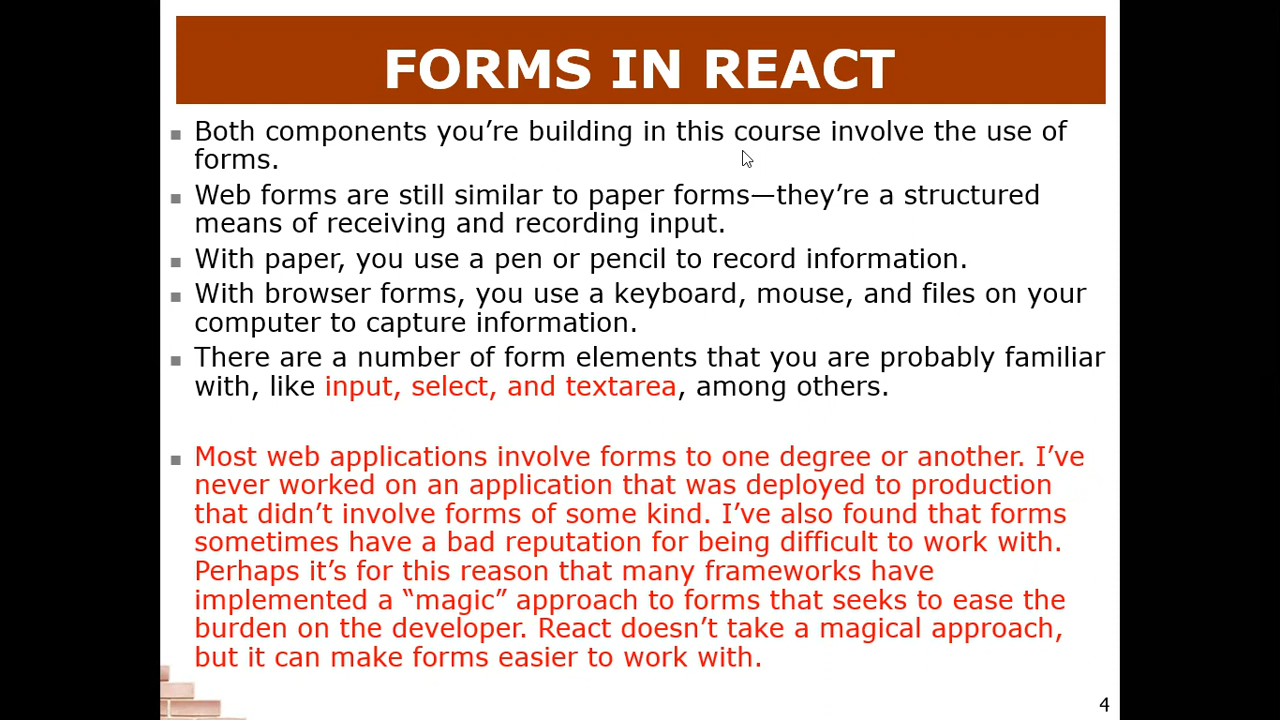 FORMS IN REACT
Both components you’re building in this course involve the use of
forms.
Web forms are still similar to paper forms—they’re a structured
means of receiving and recording input.
With paper, you use a pen or pencil to record information.
With browser forms, you use a keyboard, mouse, and files on your
computer to capture information.
There are a number of form elements that you are probably familiar
with, like input, select, and textarea, among others.
Most web applications involve forms to one degree or another. I’ve
never worked on an application that was deployed to production
that didn’t involve forms of some kind. I’ve also found that forms
sometimes have a bad reputation for being difficult to work with.
Perhaps it’s for this reason that many frameworks have
implemented a “magic” approach to forms that seeks to ease the
burden on the developer. React doesn’t take a magical approach,
but it can make forms easier to work with.
4